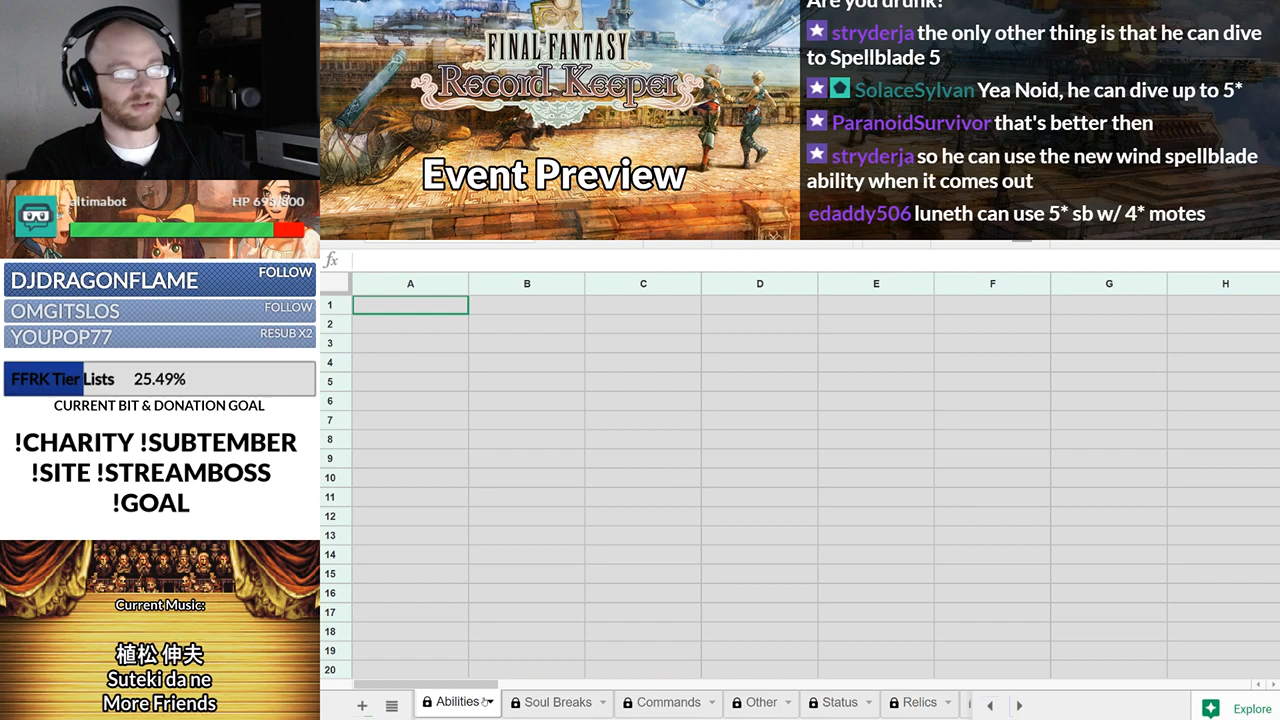 altimabot HP 695/800
DJDRAGONFLAME FOLLOW
OMGITSLOS FOLLOW
YOUPOP77 RESUB X2
FFRK Tier Lists 25.49%
CURRENT BIT & DONATION GOAL
!CHARITY !SUBTEMBER
!SITE !STREAMBOSS
!GOAL
Current Music:
植松 伸夫
Suteki da ne
More Friends
FINAL FANTASY
Record Keeper
Event Preview
Are you drunk?
stryderja the only other thing is that he can dive
to Spellblade 5
SolaceSylvan Yea Noid, he can dive up to 5*
ParanoidSurvivor that's better then
stryderja so he can use the new wind spellblade
ability when it comes out
edaddy506 luneth can use 5* sb w/ 4* motes
fx
A B C D E F G H
1
2
3
4
5
6
7
8
9
10
11
12
13
14
15
16
17
18
19
20
+ Abilities Soul Breaks Commands Other Status Relics Explore